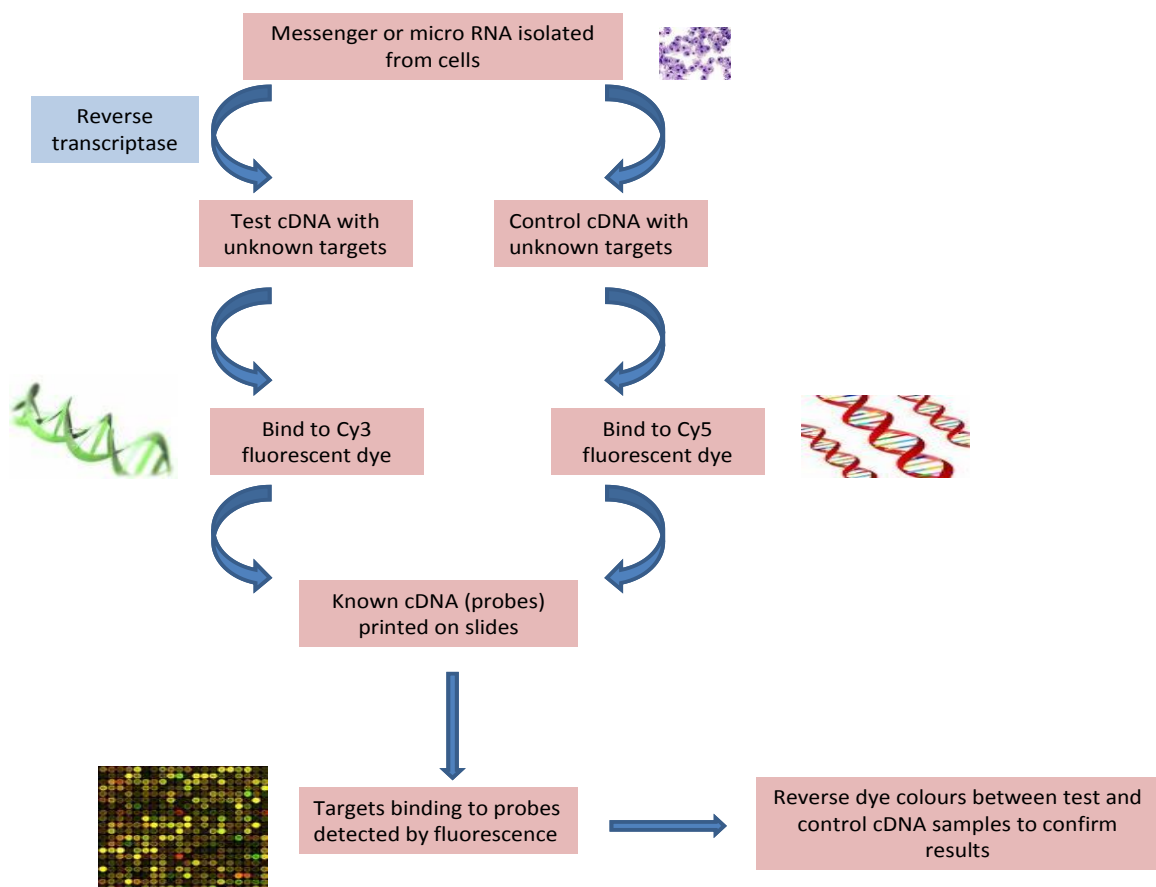 Messenger or micro RNA isolated
from cells
Reverse
transcriptase
Test cDNA with
unknown targets
Control cDNA with
unknown targets
Bind to Cy3
fluorescent dye
Bind to Cy5
fluorescent dye
Known cDNA (probes)
printed on slides
Targets binding to probes
detected by fluorescence
Reverse dye colours between test and
control cDNA samples to confirm
results